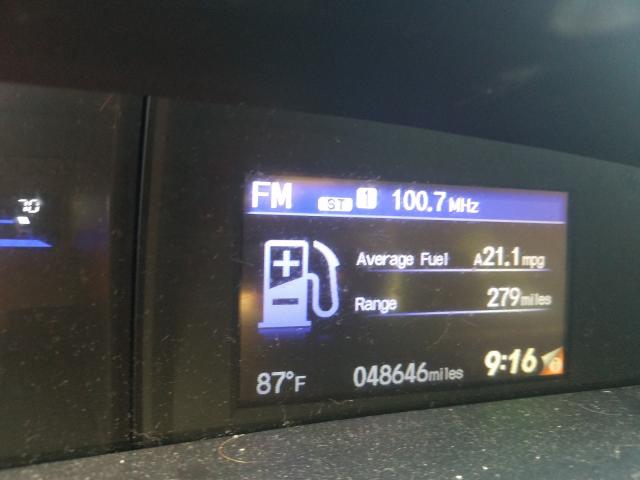 70
FM ST 1 100.7 MHz
Average Fuel A21.1 mpg
Range 279 miles
9:16
87°F 048646 miles